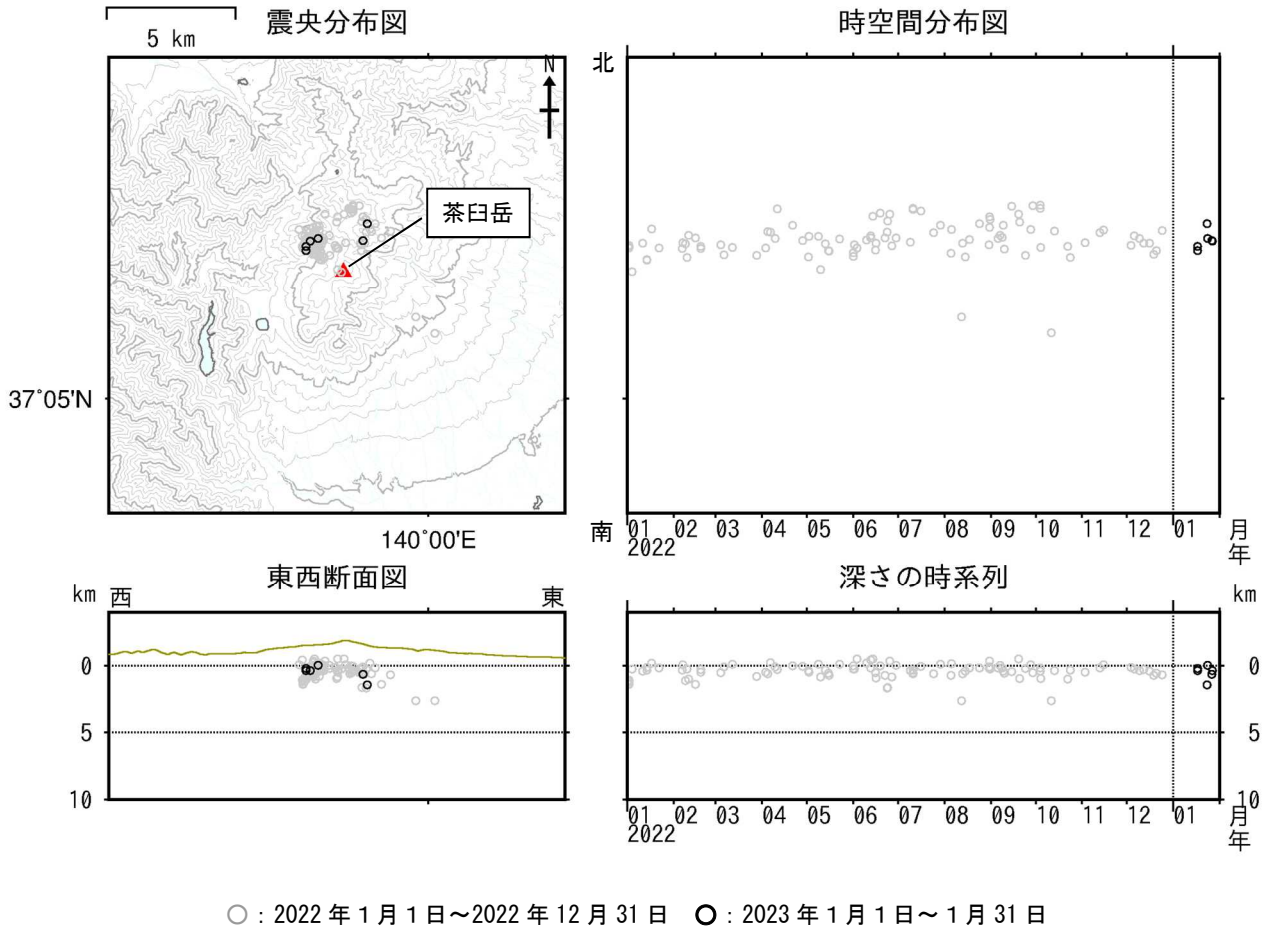 5 km
震央分布図
N
茶臼岳
37°05'N
140°00'E
時空間分布図
北
南
01 02 03 04 05 06 07 08 09 10 11 12 01 月
2022 年
東西断面図
km 西 東
0
5
10
深さの時系列
km
0
5
10
01 02 03 04 05 06 07 08 09 10 11 12 01 月
2022 年
○ : 2022 年 1 月 1 日～2022 年 12 月 31 日 ○ : 2023 年 1 月 1 日～ 1 月 31 日